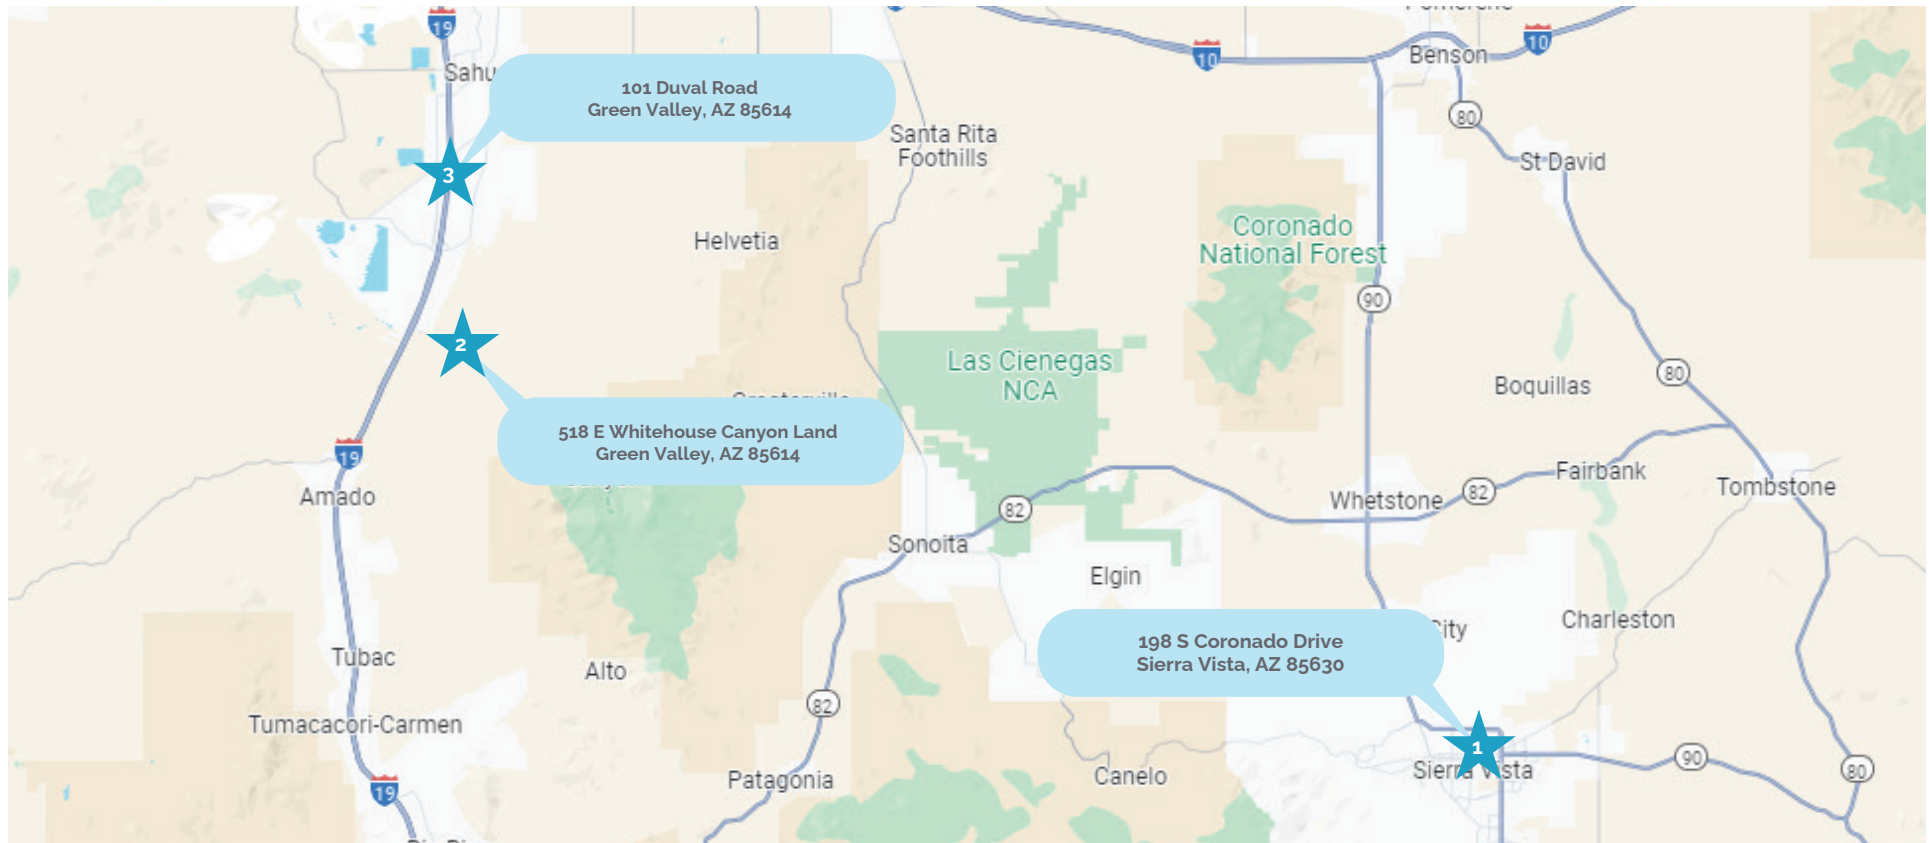 19
Sahu
101 Duval Road
Green Valley, AZ 85614
10
10
Benson
80
Santa Rita
Foothills
St David
3
Helvetia
Coronado
National Forest
90
2
Las Cienegas
NCA
80
Boquillas
518 E Whitehouse Canyon Land
Green Valley, AZ 85614
19
Amado
82
Whetstone
82
Fairbank
Tombstone
Sonoita
Elgin
198 S Coronado Drive
Sierra Vista, AZ 85630
City
Charleston
Tubac
Alto
82
Tumacacori-Carmen
1
Sierra Vista
90
80
19
Patagonia
Canelo